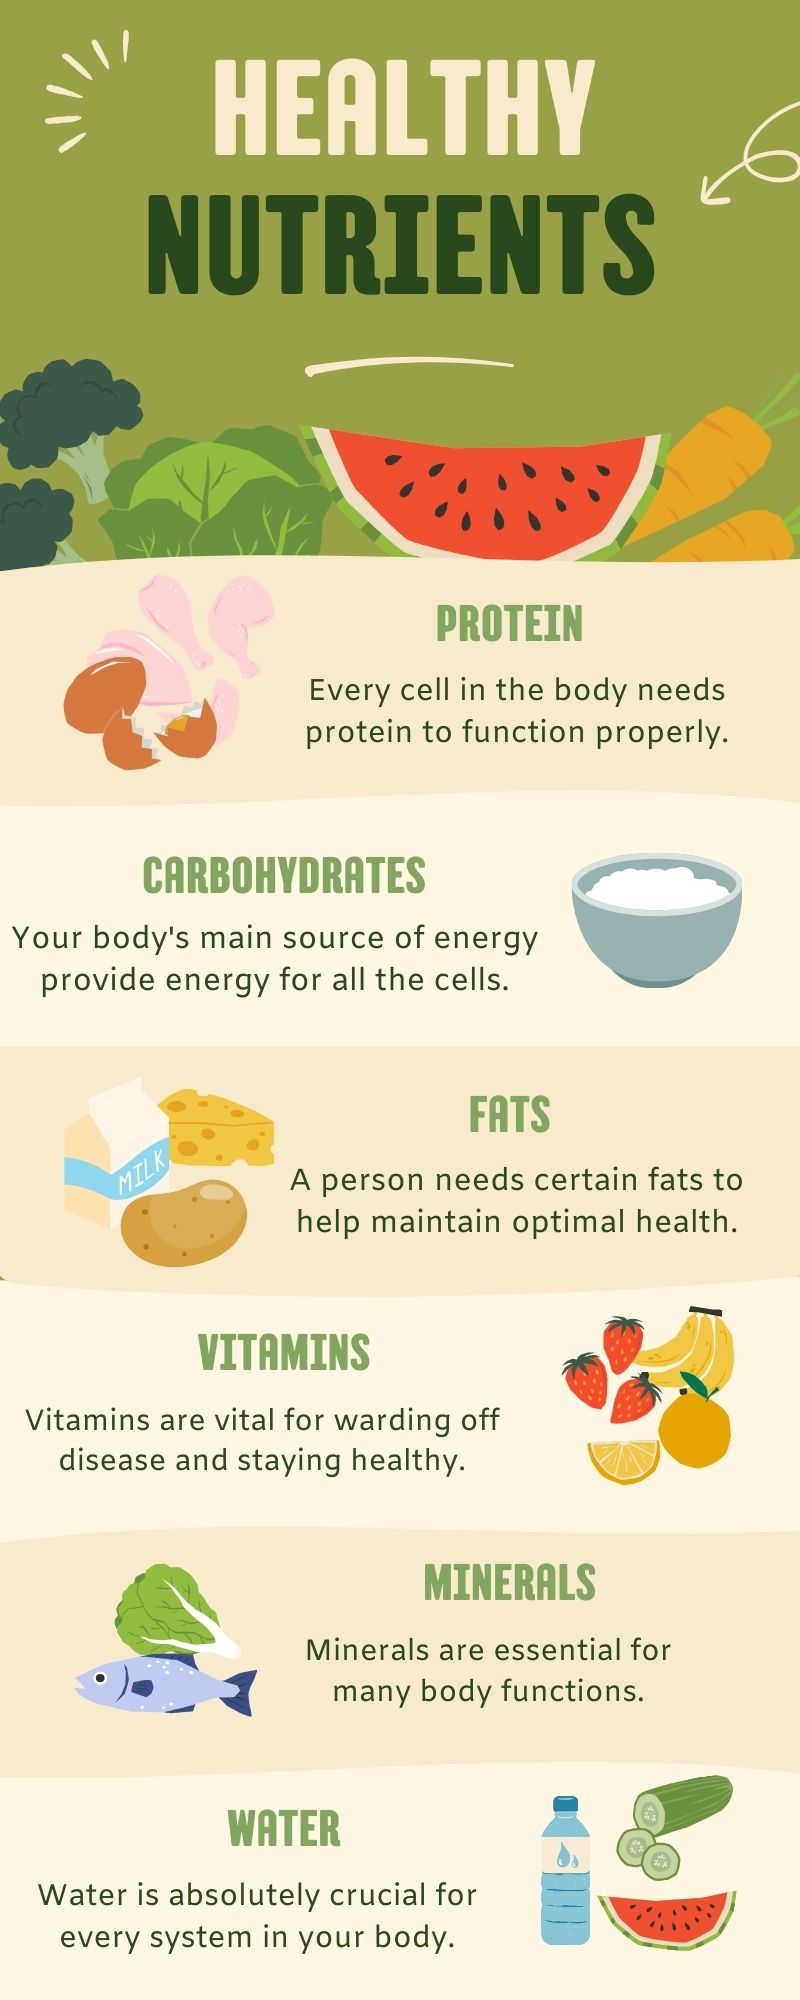 HEALTHY
NUTRIENTS
PROTEIN
Every cell in the body needs
protein to function properly.
CARBOHYDRATES
Your body's main source of energy
provide energy for all the cells.
FATS
MILK
A person needs certain fats to
help maintain optimal health.
VITAMINS
Vitamins are vital for warding off
disease and staying healthy.
MINERALS
Minerals are essential for
many body functions.
WATER
Water is absolutely crucial for
every system in your body.